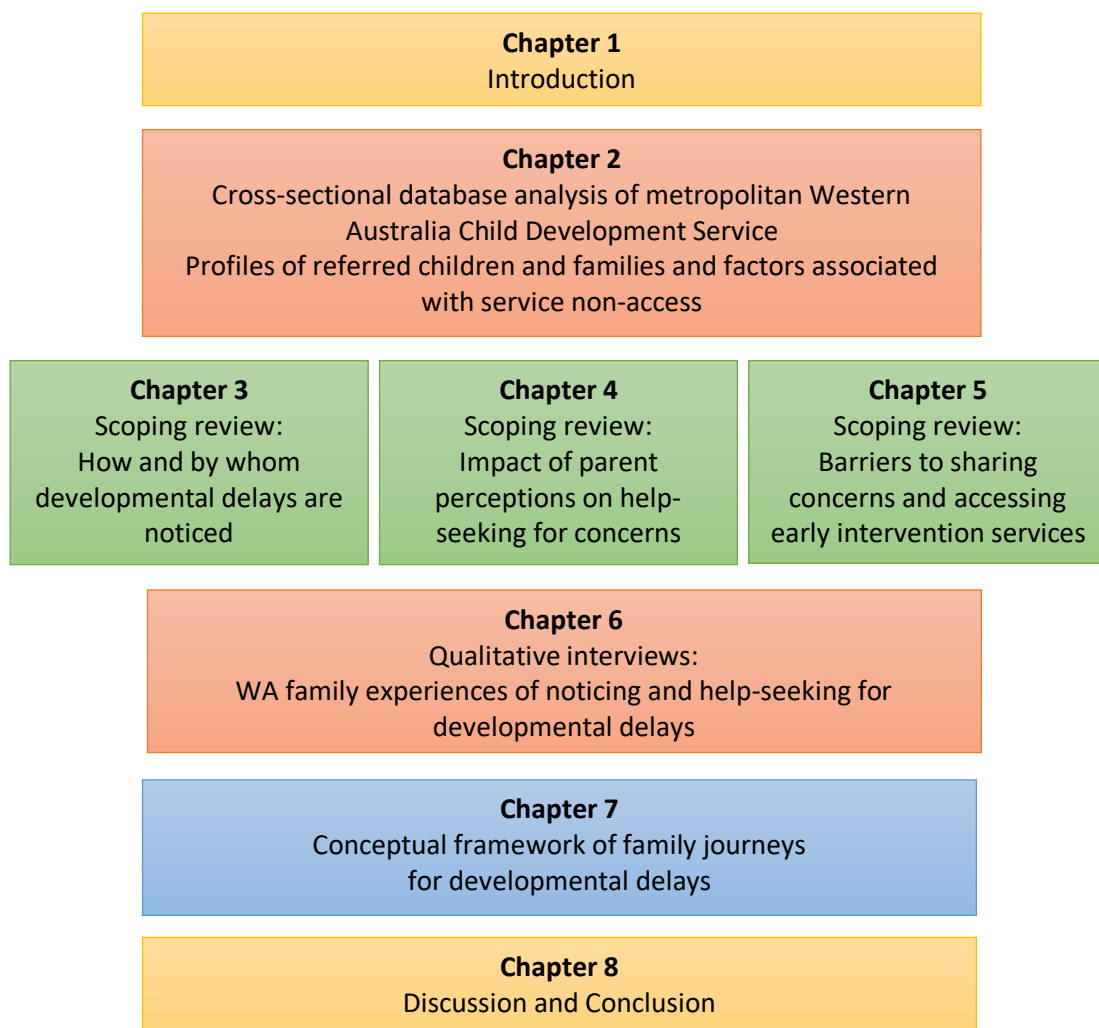 Chapter 1
Introduction
Chapter 2
Cross-sectional database analysis of metropolitan Western
Australia Child Development Service
Profiles of referred children and families and factors associated
with service non-access
Chapter 3
Scoping review:
How and by whom
developmental delays are
noticed
Chapter 4
Scoping review:
Impact of parent
perceptions on help-
seeking for concerns
Chapter 5
Scoping review:
Barriers to sharing
concerns and accessing
early intervention services
Chapter 6
Qualitative interviews:
WA family experiences of noticing and help-seeking for
developmental delays
Chapter 7
Conceptual framework of family journeys
for developmental delays
Chapter 8
Discussion and Conclusion